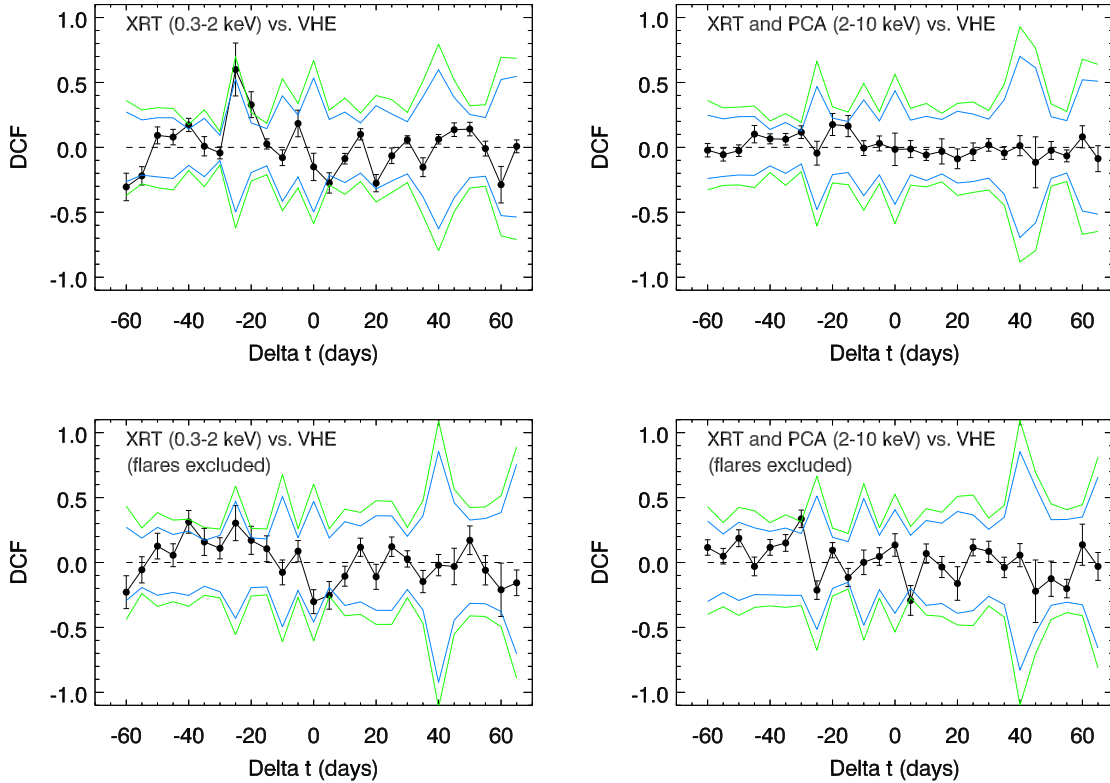 XRT (0.3-2 keV) vs. VHE
1.0
0.5
0.0
-0.5
-1.0
DCF
-60 -40 -20 0 20 40 60
Delta t (days)
XRT and PCA (2-10 keV) vs. VHE
1.0
0.5
0.0
-0.5
-1.0
DCF
-60 -40 -20 0 20 40 60
Delta t (days)
XRT (0.3-2 keV) vs. VHE
(flares excluded)
1.0
0.5
0.0
-0.5
-1.0
DCF
-60 -40 -20 0 20 40 60
Delta t (days)
XRT and PCA (2-10 keV) vs. VHE
(flares excluded)
1.0
0.5
0.0
-0.5
-1.0
DCF
-60 -40 -20 0 20 40 60
Delta t (days)